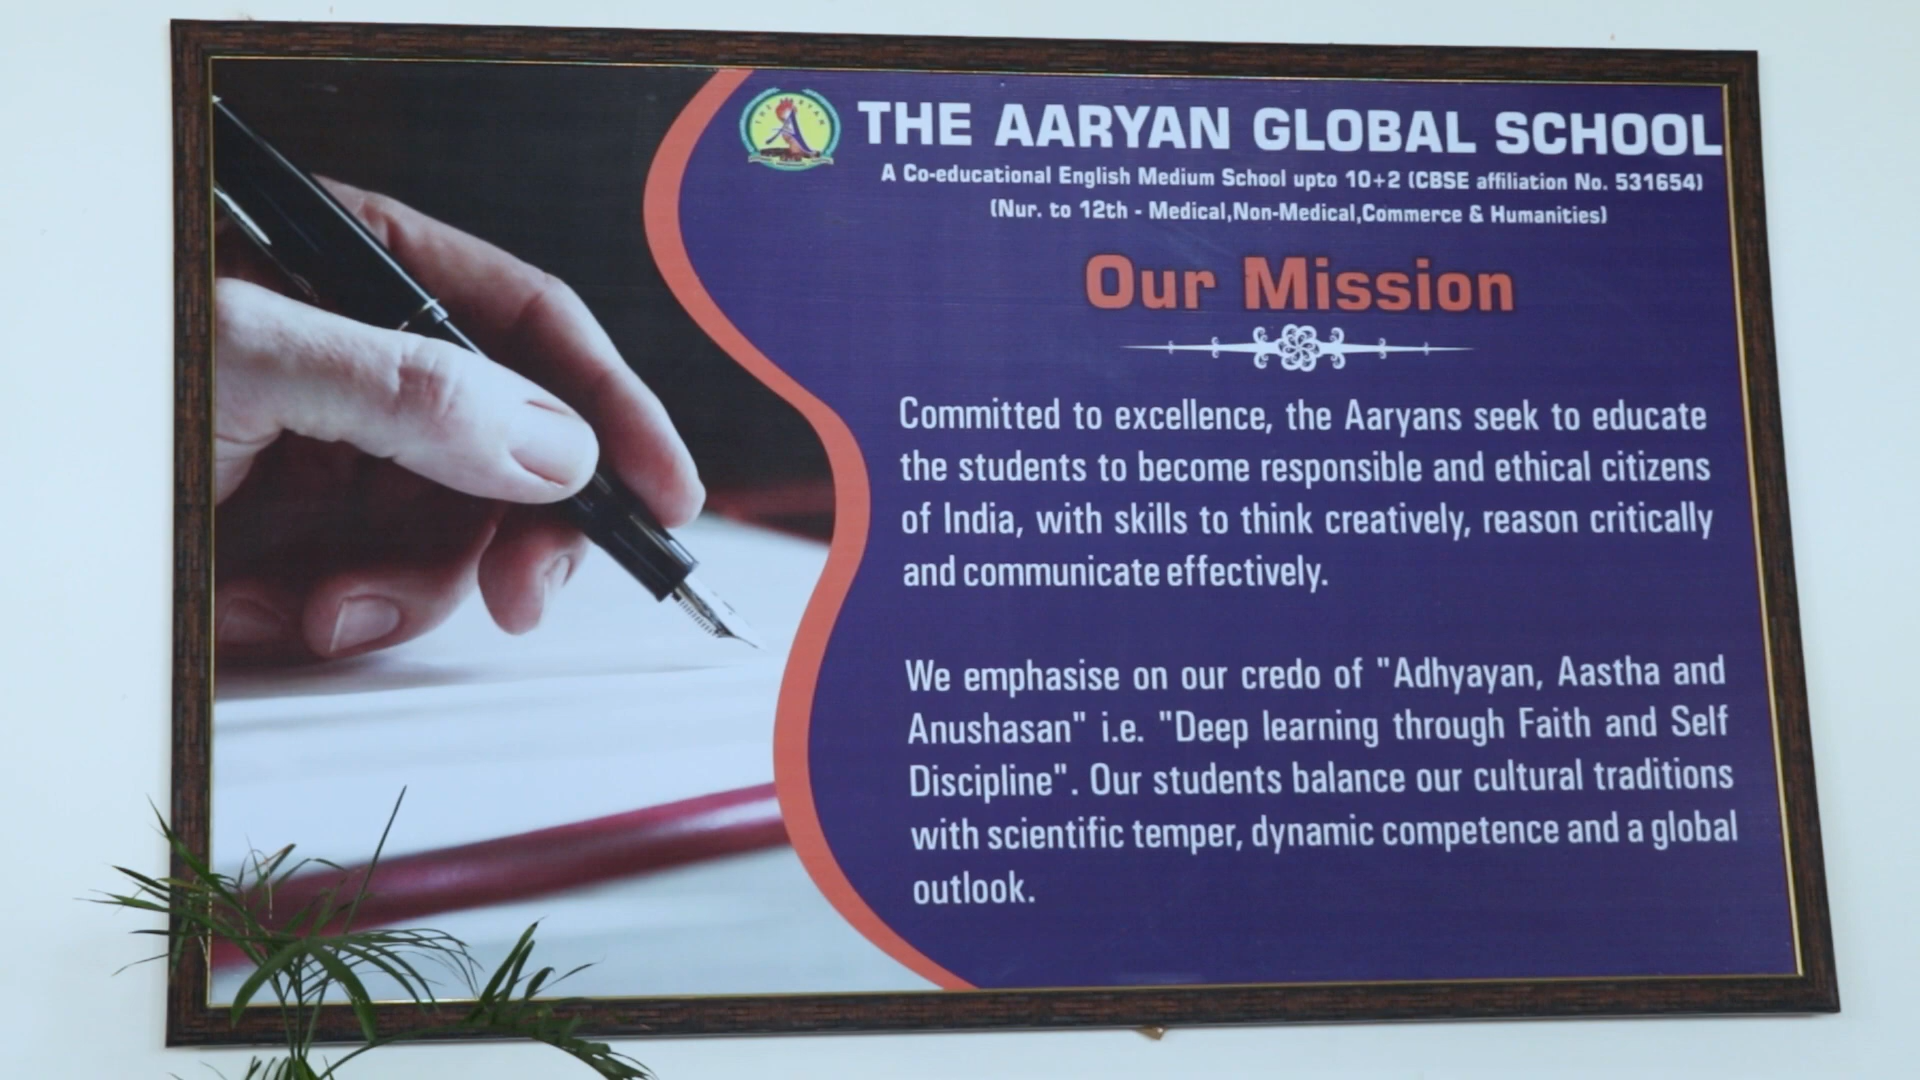 THE AARYAN GLOBAL SCHOOL
A Co-educational English Medium School upto 10+2 (CBSE affiliation No. 531654)
(Nur. to 12th - Medical,Non-Medical,Commerce & Humanities)
Our Mission
Committed to excellence, the Aaryans seek to educate
the students to become responsible and ethical citizens
of India, with skills to think creatively, reason critically
and communicate effectively.
We emphasise on our credo of "Adhyayan, Aastha and
Anushasan" i.e. "Deep learning through Faith and Self
Discipline". Our students balance our cultural traditions
with scientific temper, dynamic competence and a global
outlook.